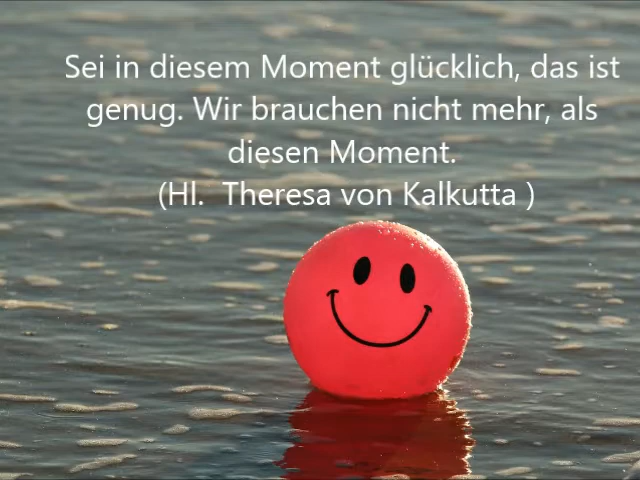 Sei in diesem Moment glücklich, das ist
genug. Wir brauchen nicht mehr, als
diesen Moment.
(Hl.  Theresa von Kalkutta )